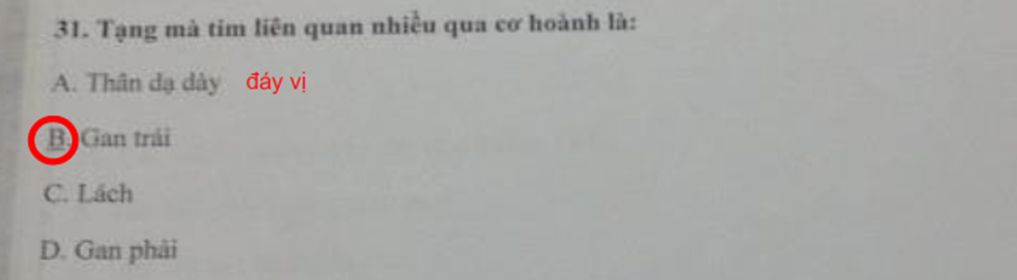 31. Tạng mà tim liên quan nhiều qua cơ hoành là:
A. Thân dạ dày đáy vị
B. Gan trái
C. Lách
D. Gan phải